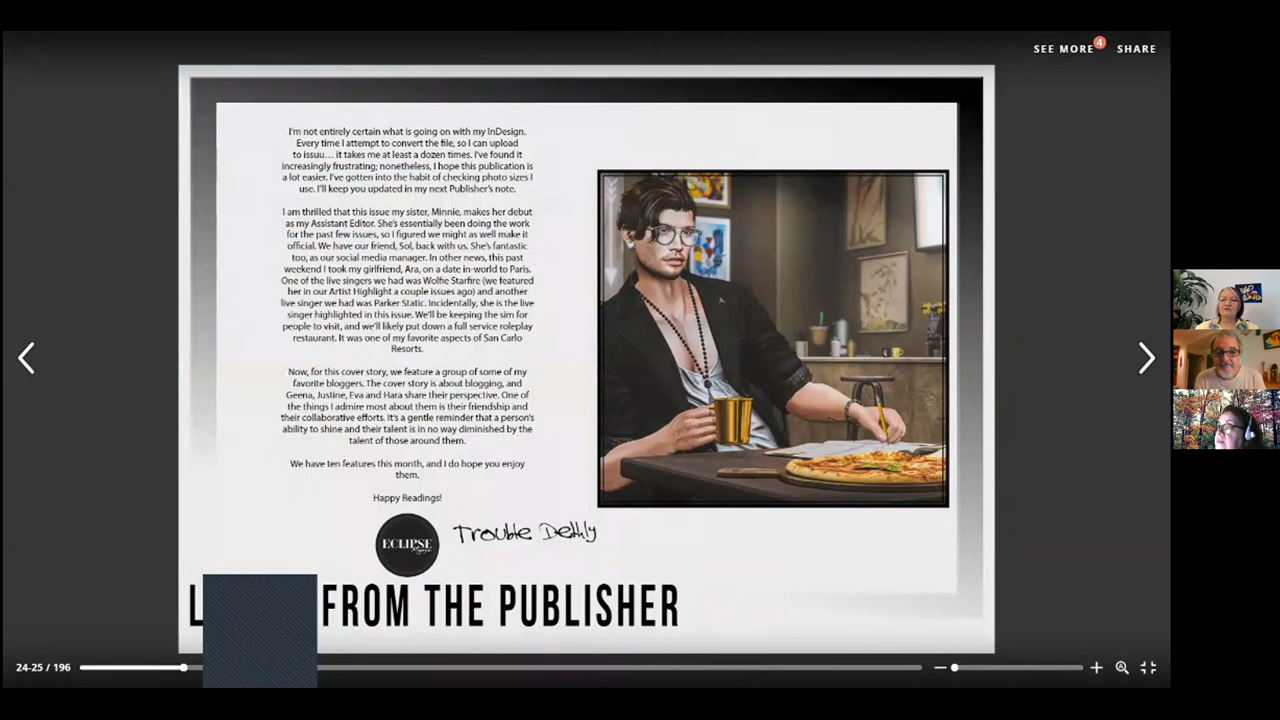 SEE MORE 4 SHARE
I'm not entirely certain what is going on with my InDesign.
Every time I attempt to convert the file, so I can upload
to issuu... it takes me at least a dozen times. I've found it
increasingly frustrating; nonetheless, I hope this publication is
a lot easier. I've gotten into the habit of checking photo sizes I
use. I'll keep you updated in my next Publisher's note.
I am thrilled that this issue my sister, Minnie, makes her debut
as my Assistant Editor. She's essentially been doing the work
for the past few issues, so I figured we might as well make it
official. We have our friend, Sol, back with us. She's fantastic
too, as our social media manager. In other news, this past
weekend I took my girlfriend, Ara, on a date in-world to Paris.
One of the live singers we had was Wolfie Starfire (we featured
her in our Artist Highlight a couple issues ago) and another
live singer we had was Parker Static. Incidentally, she is the live
singer highlighted in this issue. We'll be keeping the sim for
people to visit, and we'll likely put down a full service roleplay
restaurant. It was one of my favorite aspects of San Carlo
Resorts.
Now, for this cover story, we feature a group of some of my
favorite bloggers. The cover story is about blogging, and
Geena, Justine, Eva and Hara share their perspective. One of
the things I admire most about them is their friendship and
their collaborative efforts. It's a gentle reminder that a person's
ability to shine and their talent is in no way diminished by the
talent of those around them.
We have ten features this month, and I do hope you enjoy
them.
Happy Readings!
ECLIPSE
Magazine
Trouble Dethly
L FROM THE PUBLISHER
24-25 / 196